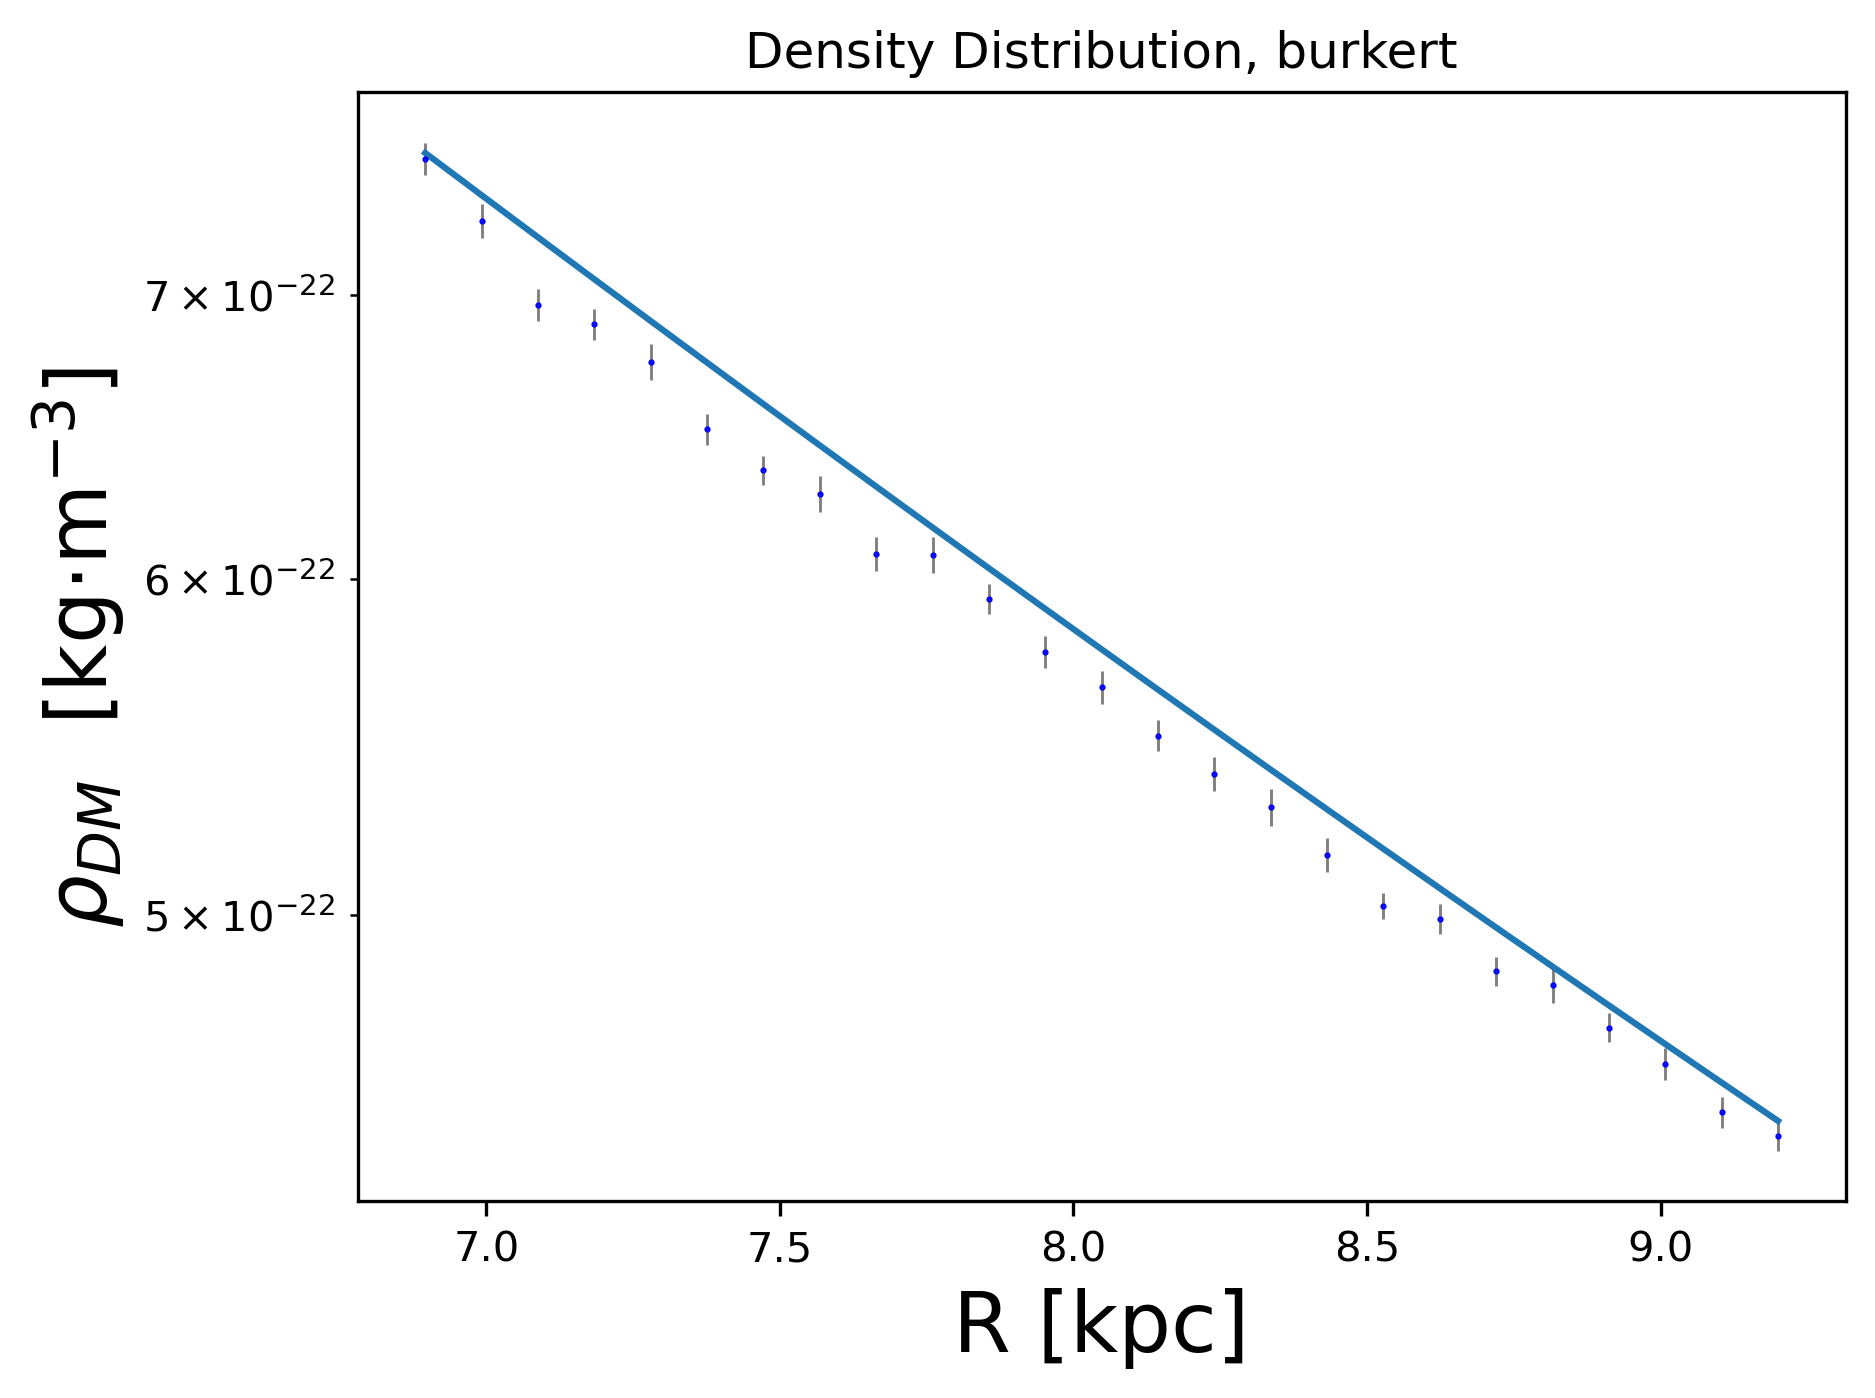 Density Distribution, burkert
7×10⁻²²
6×10⁻²²
5×10⁻²²
ρ_DM [kg·m⁻³]
7.0 7.5 8.0 8.5 9.0
R [kpc]